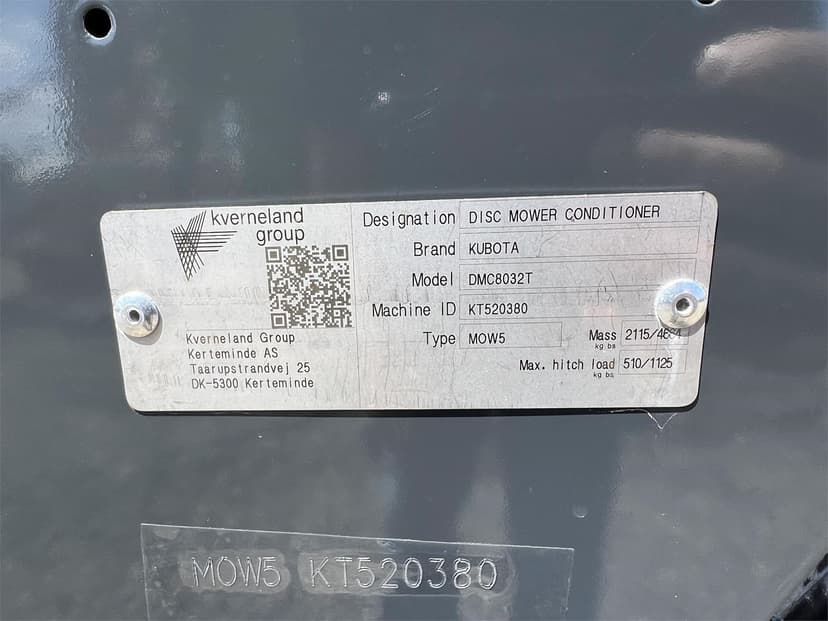 kverneland
group
Kverneland Group
Kerteminde AS
Taarupstrandvej 25
DK-5300 Kerteminde
Designation DISC MOWER CONDITIONER
Brand KUBOTA
Model DMC8032T
Machine ID KT520380
Type MOW5
Mass
kg lbs
Max. hitch load 510/1125
kg lbs
MOW5 KT520380